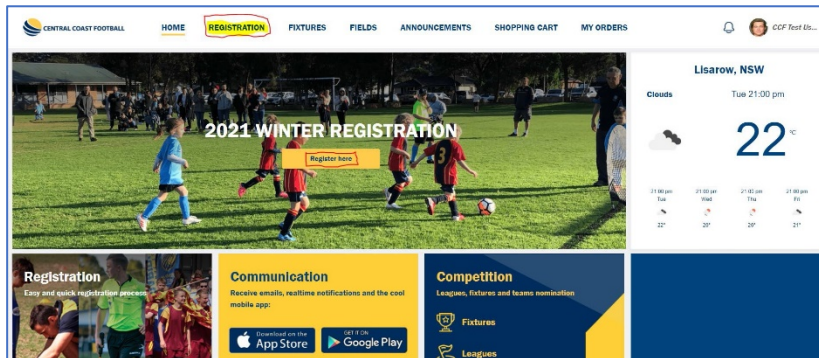 CENTRAL COAST FOOTBALL
HOME REGISTRATION FIXTURES FIELDS ANNOUNCEMENTS SHOPPING CART MY ORDERS
CCF Test Us...
2021 WINTER REGISTRATION
Register here
3
Lisarow, NSW
Clouds Tue 21:00 pm
22 °C
21:00 pm 21:00 pm 21:00 pm 21:00 pm
Tue Wed Thu Fri
22° 20° 20° 21°
Registration
Easy and quick registration process
Communication
Receive emails, realtime notifications and the cool
mobile app:
Download on the
App Store
GET IT ON
Google Play
Competition
Leagues, fixtures and teams nomination
Fixtures
Leagues